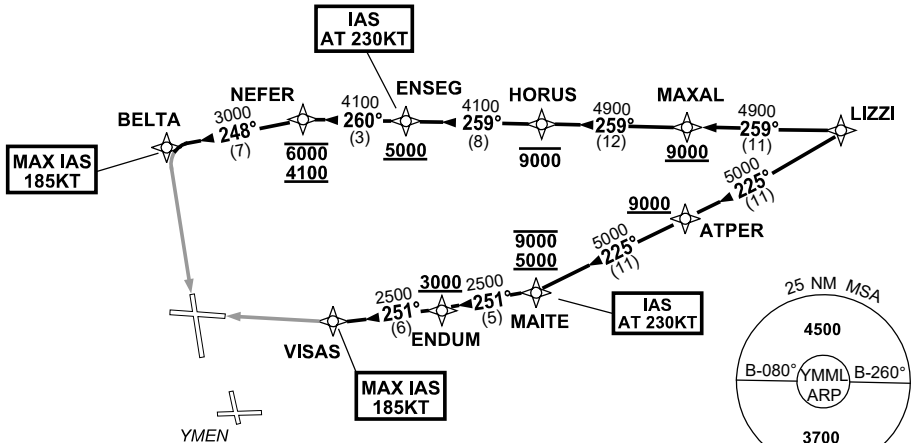 IAS
AT 230KT
BELTA
NEFER
ENSEG
HORUS
MAXAL
LIZZI
3000
248°
(7)
4100
260°
(3)
4100
259°
(8)
4900
259°
(12)
4900
259°
(11)
MAX IAS
185KT
6000
4100
5000
9000
9000
5000
225°
(11)
9000
ATPER
9000
5000
5000
225°
(11)
3000
2500
251°
(6)
2500
251°
(5)
MAITE
IAS
AT 230KT
VISAS
ENDUM
MAX IAS
185KT
25 NM MSA
4500
B-080°
YMML
ARP
B-260°
3700
YMEN